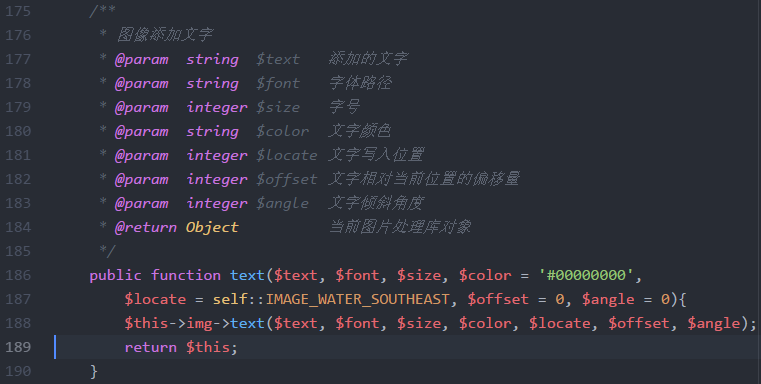 175     /**
176      * 图像添加文字
177      * @param  string  $text   添加的文字
178      * @param  string  $font   字体路径
179      * @param  integer $size   字号
180      * @param  string  $color  文字颜色
181      * @param  integer $locate 文字写入位置
182      * @param  integer $offset 文字相对当前位置的偏移量
183      * @param  integer $angle  文字倾斜角度
184      * @return Object          当前图片处理库对象
185      */
186     public function text($text, $font, $size, $color = '#00000000',
187         $locate = self::IMAGE_WATER_SOUTHEAST, $offset = 0, $angle = 0){
188         $this->img->text($text, $font, $size, $color, $locate, $offset, $angle);
189         return $this;
190     }